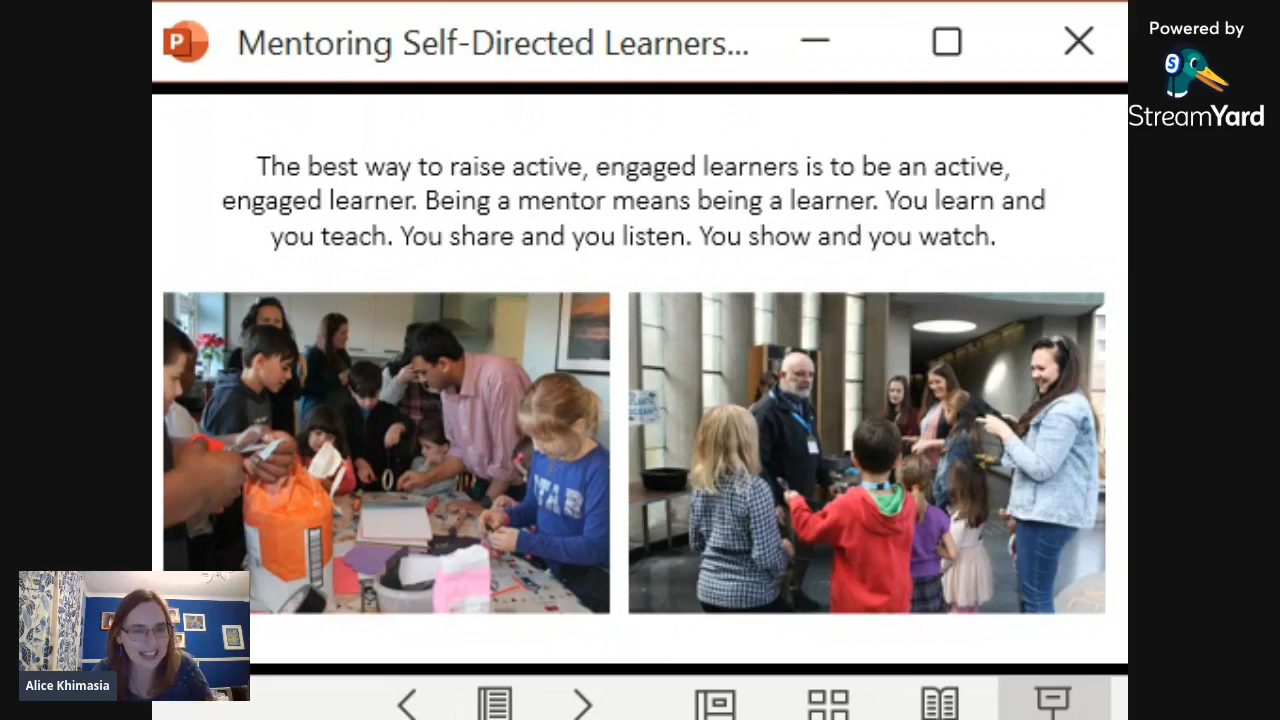 Mentoring Self-Directed Learners...
Powered by
StreamYard
The best way to raise active, engaged learners is to be an active,
engaged learner. Being a mentor means being a learner. You learn and
you teach. You share and you listen. You show and you watch.
Alice Khimasia